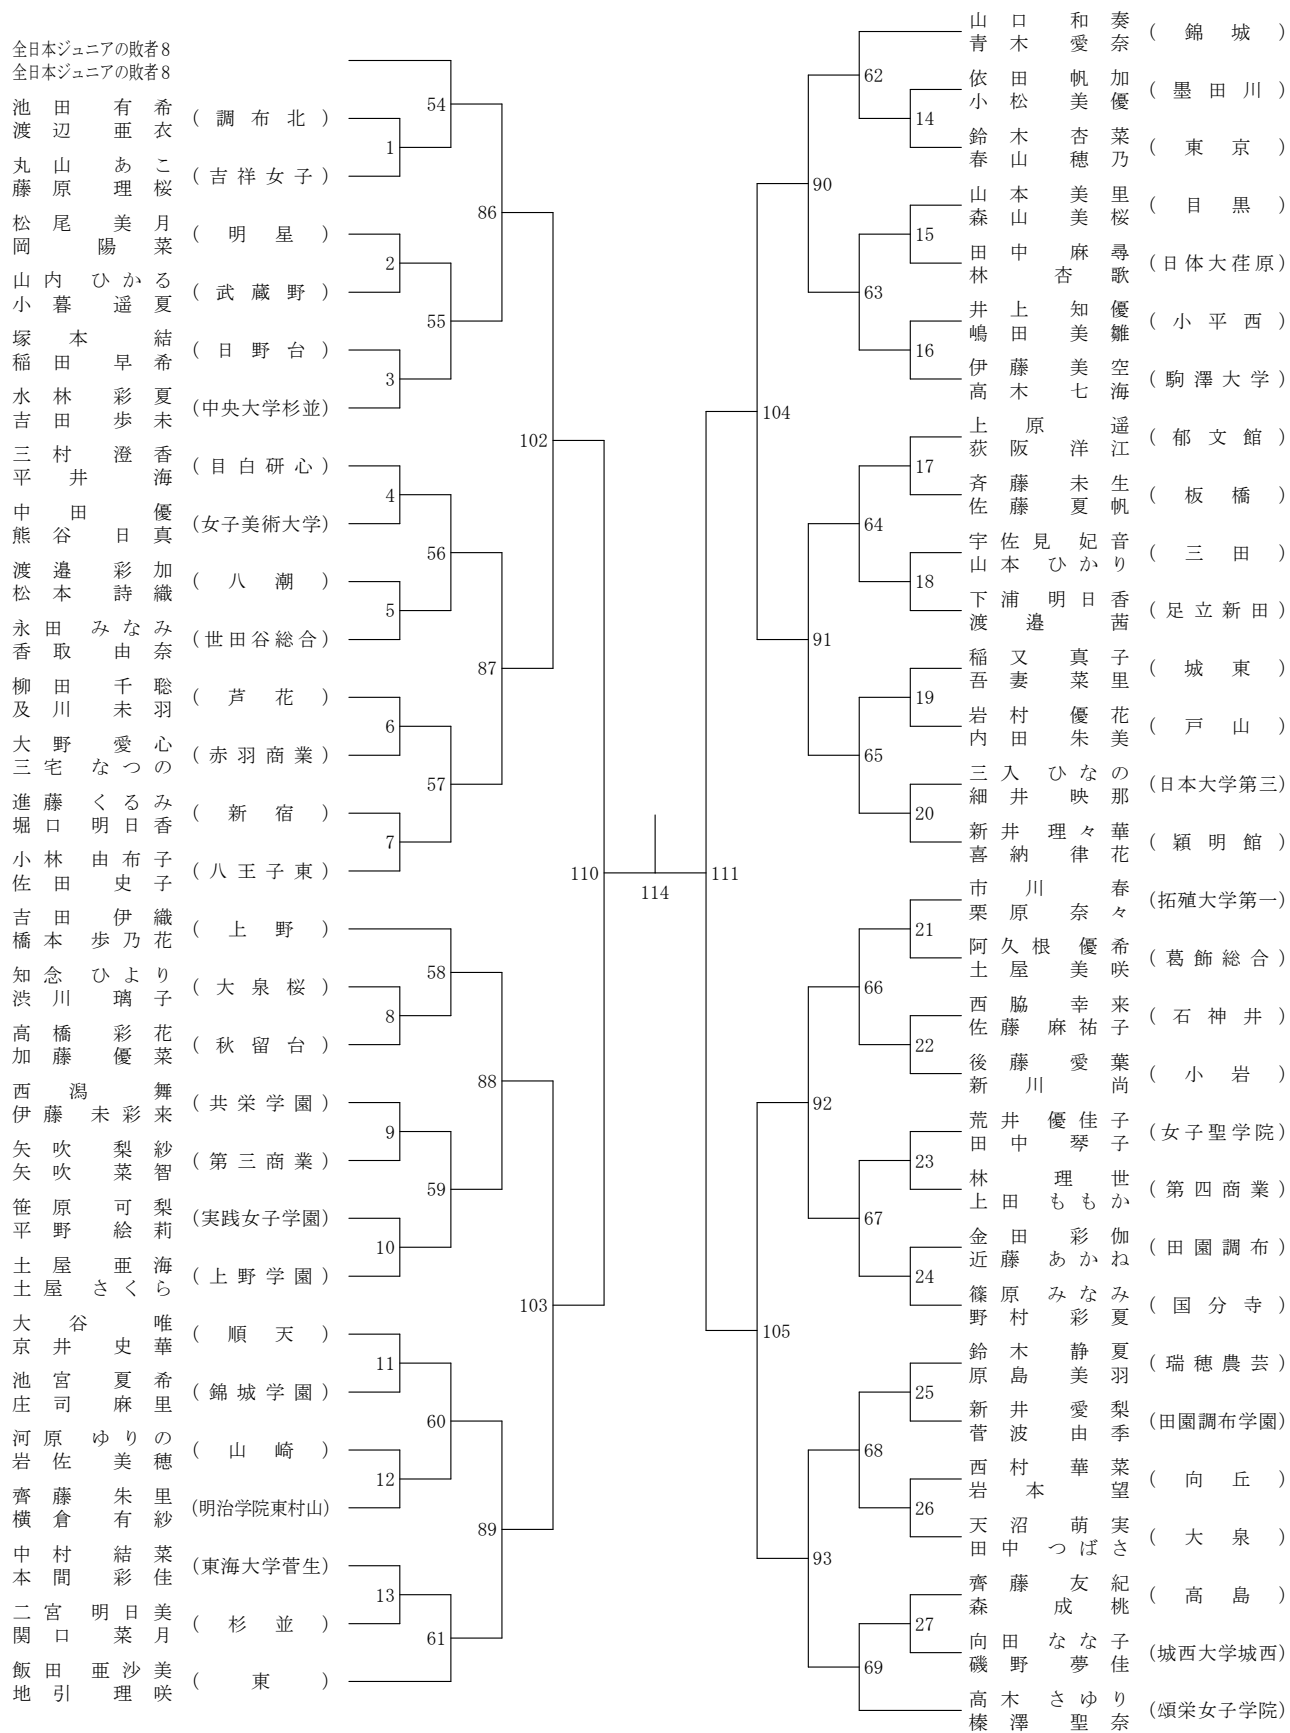 全日本ジュニアの敗者8
全日本ジュニアの敗者8
池田 有希
渡辺 亜衣
(調布北)
丸山 あこ
藤原 理桜
(吉祥女子)
松尾 美月
岡 陽菜
(明星)
山内 ひかる
小暮 遥夏
(武蔵野)
塚本 結
稲田 早希
(日野台)
水林 彩夏
吉田 歩未
(中央大学杉並)
三村 澄香
平井 海
(目白研心)
中田 優
熊谷 日真
(女子美術大学)
渡邉 彩加
松本 詩織
(八潮)
永田 みなみ
香取 由奈
(世田谷総合)
柳田 千聡
及川 未羽
(芦花)
大野 愛心
三宅 なつの
(赤羽商業)
進藤 くるみ
堀口 明日香
(新宿)
小林 由布子
佐田 史子
(八王子東)
吉田 伊織
橋本 歩乃花
(上野)
知念 ひより
渋川 璃子
(大泉桜)
高橋 彩花
加藤 優菜
(秋留台)
西潟 舞
伊藤 未彩来
(共栄学園)
矢吹 梨紗
矢吹 菜智
(第三商業)
笹原 可梨
平野 絵莉
(実践女子学園)
土屋 亜海
土屋 さくら
(上野学園)
大谷 唯
京井 史華
(順天)
池宮 夏希
庄司 麻里
(錦城学園)
河原 ゆりの
岩佐 美穂
(山崎)
齊藤 朱里
横倉 有紗
(明治学院東村山)
中村 結菜
本間 彩佳
(東海大学菅生)
二宮 明日美
関口 菜月
(杉並)
飯田 亜沙美
地引 理咲
(東)
54
1
86
2
55
3
102
4
56
5
87
6
57
7
110
58
8
88
9
59
10
103
11
60
12
89
13
61
114
111
62
14
90
15
63
16
104
17
64
18
91
19
65
20
21
66
22
92
23
67
24
105
25
68
26
93
27
69
山口 和奏
青木 愛奈
(錦城)
依田 帆加
小松 美優
(墨田川)
鈴木 杏菜
春山 穂乃
(東京)
山本 美里
森山 美桜
(目黒)
田中 麻尋
林 杏歌
(日体大荏原)
井上 知優
嶋田 美雛
(小平西)
伊藤 美空
高木 七海
(駒澤大学)
上原 遥
荻阪 洋江
(郁文館)
斉藤 未生
佐藤 夏帆
(板橋)
宇佐見 妃音
山本 ひかり
(三田)
下浦 明日香
渡邉 茜
(足立新田)
稲又 真子
吾妻 菜里
(城東)
岩村 優花
内田 朱美
(戸山)
三入 ひなの
細井 映那
(日本大学第三)
新井 理々華
喜納 律花
(穎明館)
市川 春
栗原 奈々
(拓殖大学第一)
阿久根 優希
土屋 美咲
(葛飾総合)
西脇 幸来
佐藤 麻祐子
(石神井)
後藤 愛葉
新川 尚
(小岩)
荒井 優佳子
田中 琴子
(女子聖学院)
林 理世
上田 ももか
(第四商業)
金田 彩伽
近藤 あかね
(田園調布)
篠原 みなみ
野村 彩夏
(国分寺)
鈴木 静夏
原島 美羽
(瑞穂農芸)
新井 愛梨
菅波 由季
(田園調布学園)
西村 華菜
岩本 望
(向丘)
天沼 萌実
田中 つばさ
(大泉)
齊藤 友紀
森 成桃
(高島)
向田 なな子
磯野 夢佳
(城西大学城西)
高木 さゆり
榛澤 聖奈
(頌栄女子学院)